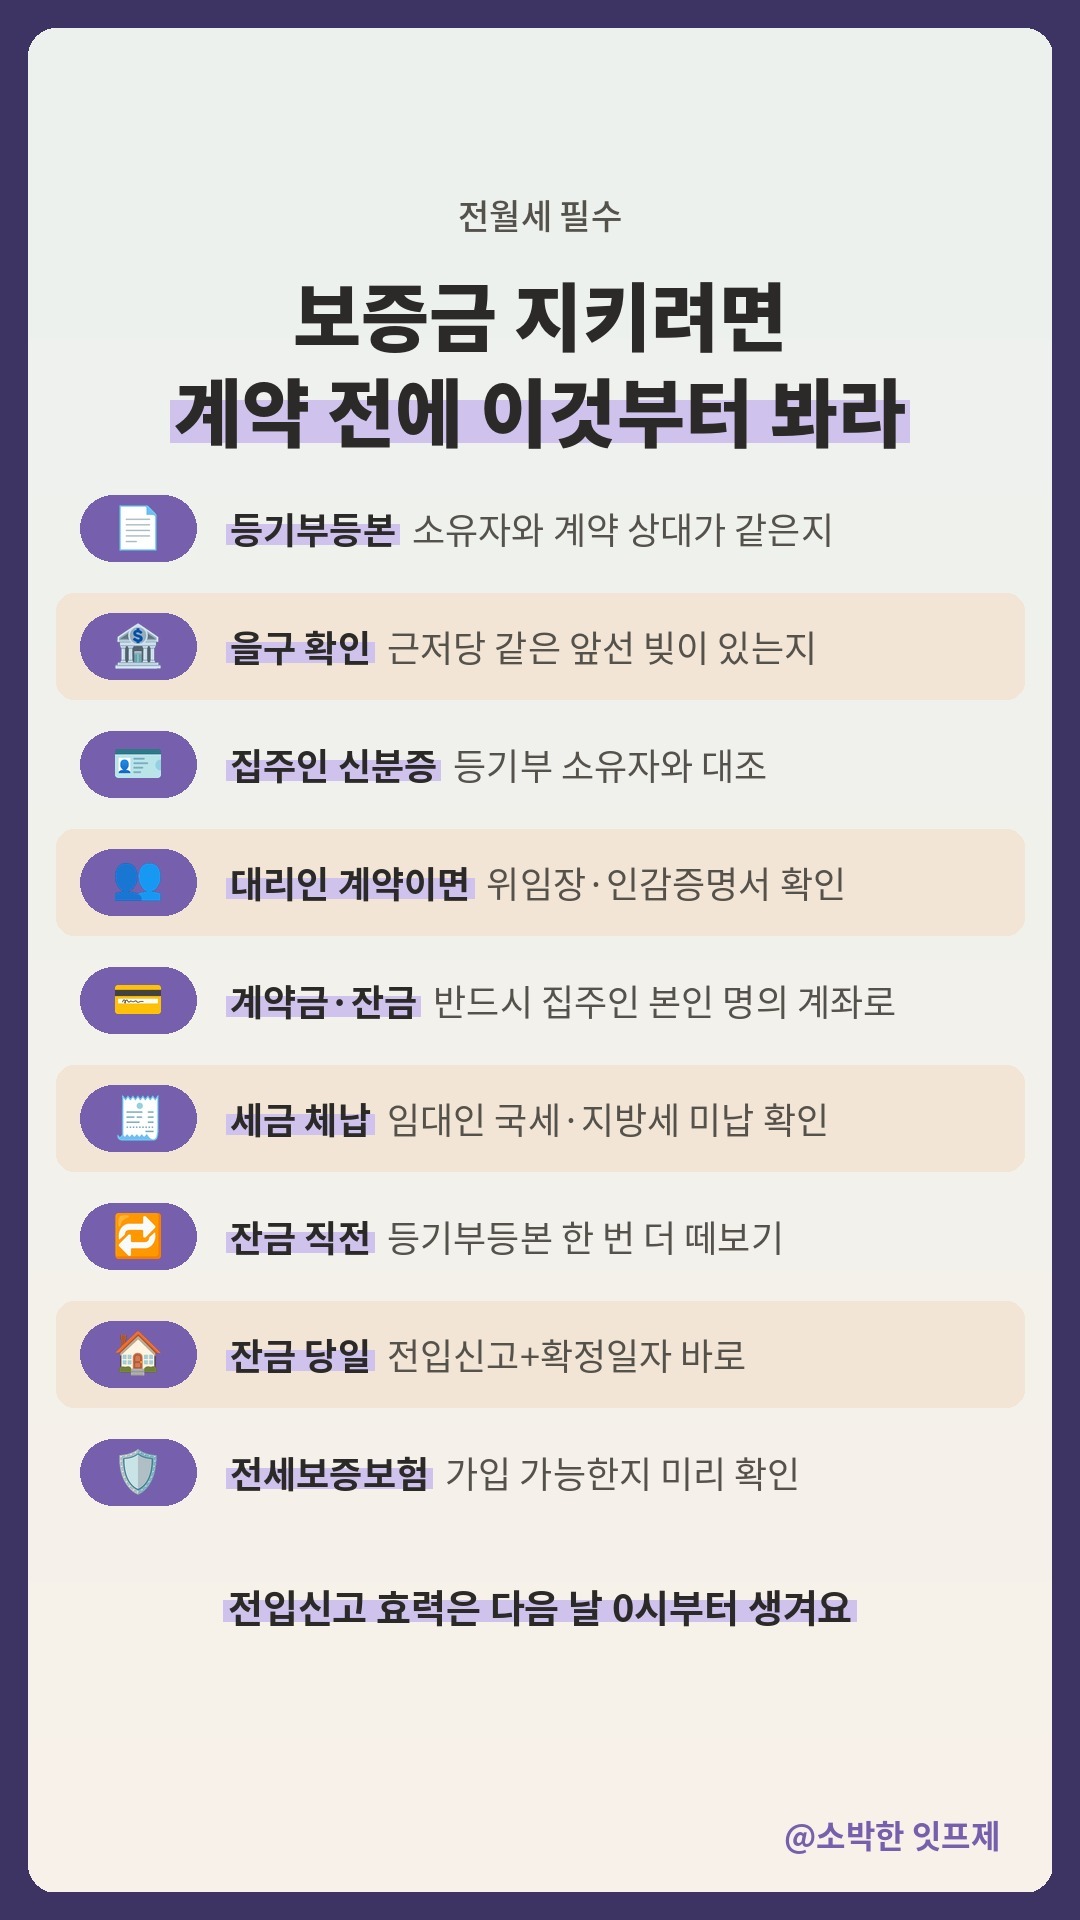 전월세 필수
보증금 지키려면
계약 전에 이것부터 봐라
등기부등본 소유자와 계약 상대가 같은지
을구 확인 근저당 같은 앞선 빚이 있는지
집주인 신분증 등기부 소유자와 대조
대리인 계약이면 위임장·인감증명서 확인
계약금·잔금 반드시 집주인 본인 명의 계좌로
세금 체납 임대인 국세·지방세 미납 확인
잔금 직전 등기부등본 한 번 더 떼보기
잔금 당일 전입신고+확정일자 바로
전세보증보험 가입 가능한지 미리 확인
전입신고 효력은 다음 날 0시부터 생겨요
@소박한 잇프제